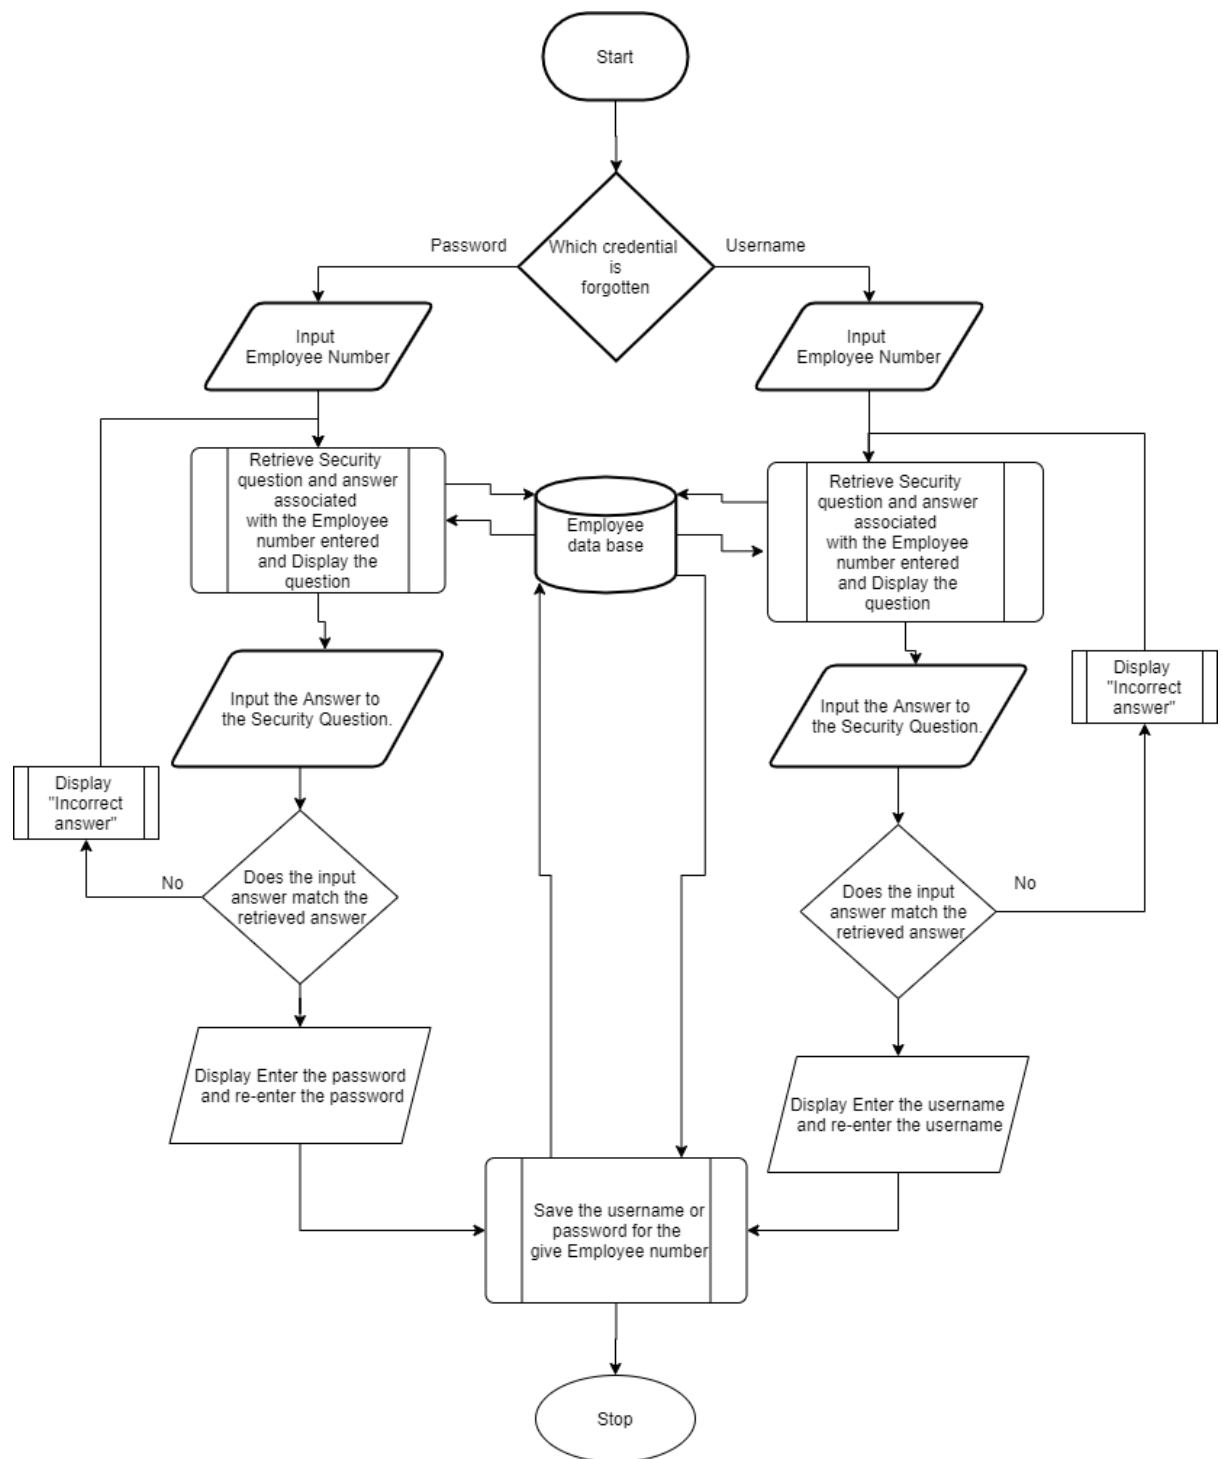 Start
Password
Which credential
is
forgotten
Username
Input
Employee Number
Input
Employee Number
Retrieve Security
question and answer
associated
with the Employee
number entered
and Display the
question
Employee
data base
Retrieve Security
question and answer
associated
with the Employee
number entered
and Display the
question
Input the Answer to
the Security Question.
Input the Answer to
the Security Question.
Display
"Incorrect
answer"
Display
"Incorrect
answer"
No
Does the input
answer match the
retrieved answer
Does the input
answer match the
retrieved answer
No
Display Enter the password
and re-enter the password
Display Enter the username
and re-enter the username
Save the username or
password for the
give Employee number
Stop